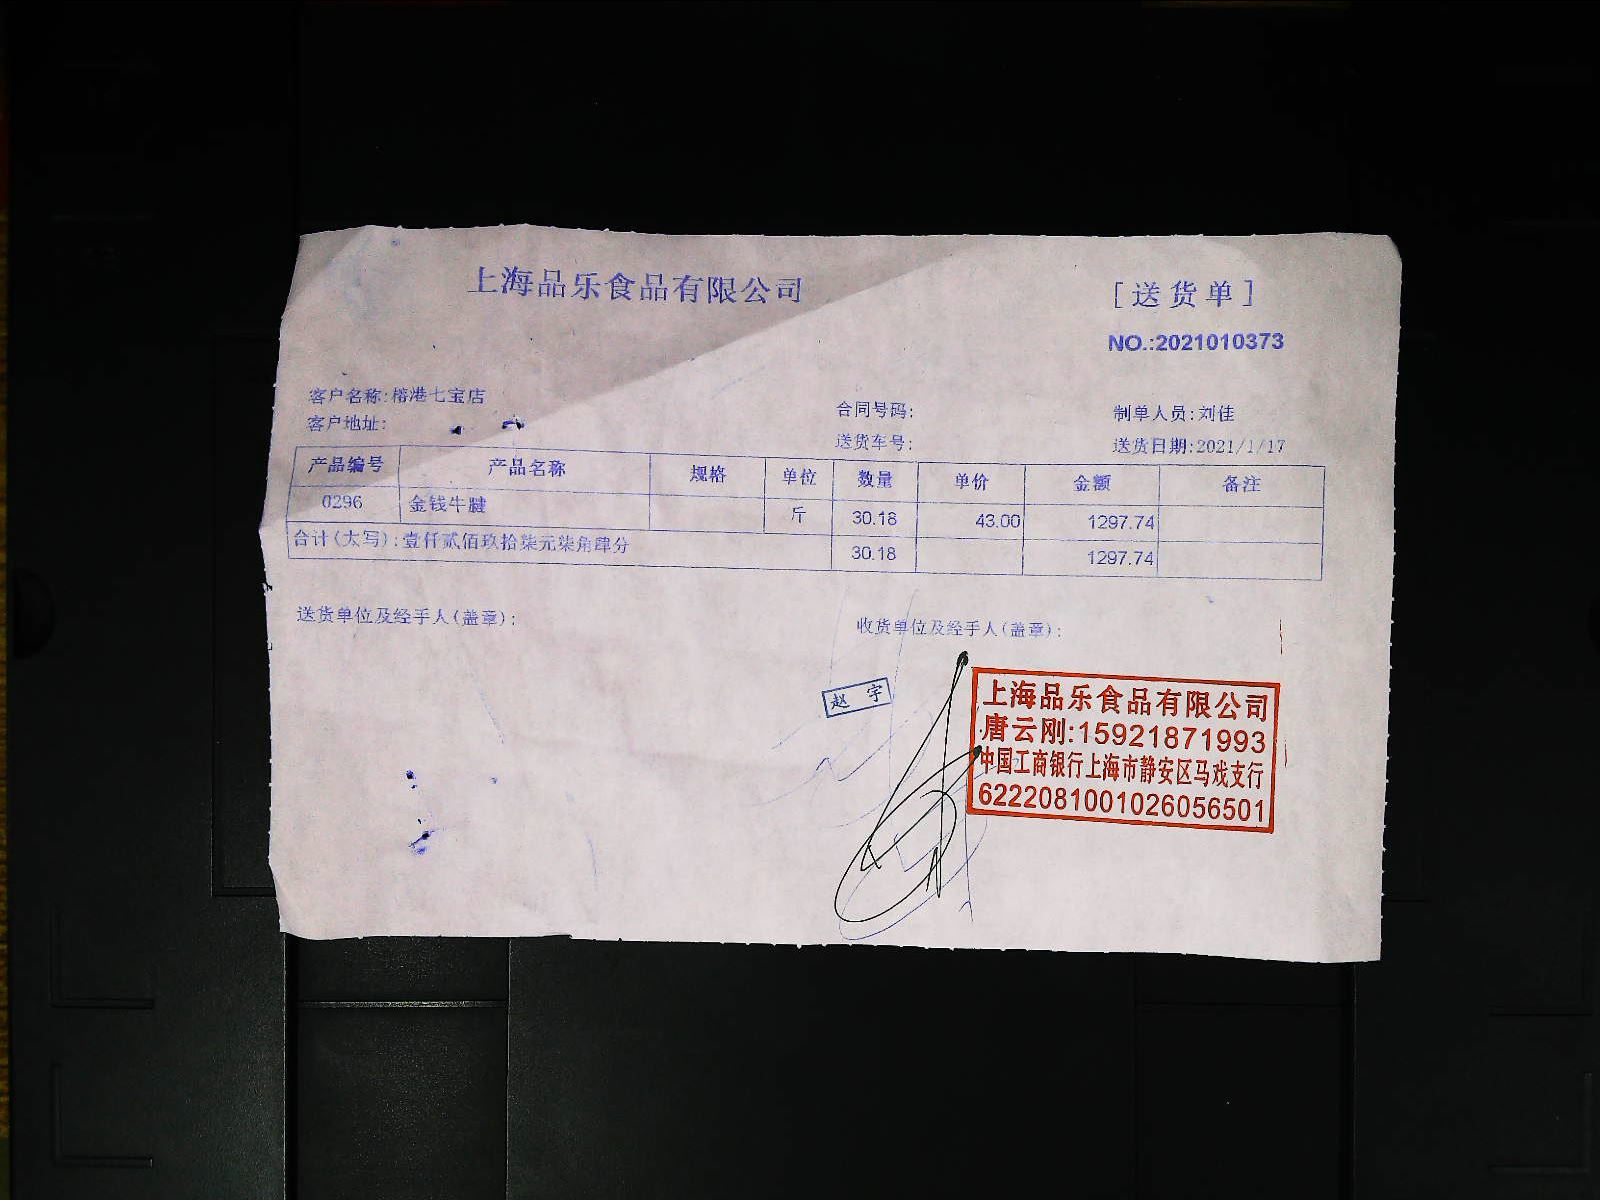 上海品乐食品有限公司
[送货单]
NO.:2021010373
客户名称:榕港七宝店
客户地址:
合同号码:
送货车号:
制单人员:刘佳
送货日期:2021/1/17
产品编号 产品名称 规格 单位 数量 单价 金额 备注
0296 金钱牛腱 斤 30.18 43.00 1297.74
合计(大写):壹仟贰佰玖拾柒元柒角肆分 30.18 1297.74
送货单位及经手人(盖章):
收货单位及经手人(盖章):
赵宇
上海品乐食品有限公司
唐云刚:15921871993
中国工商银行上海市静安区马戏支行
6222081001026056501